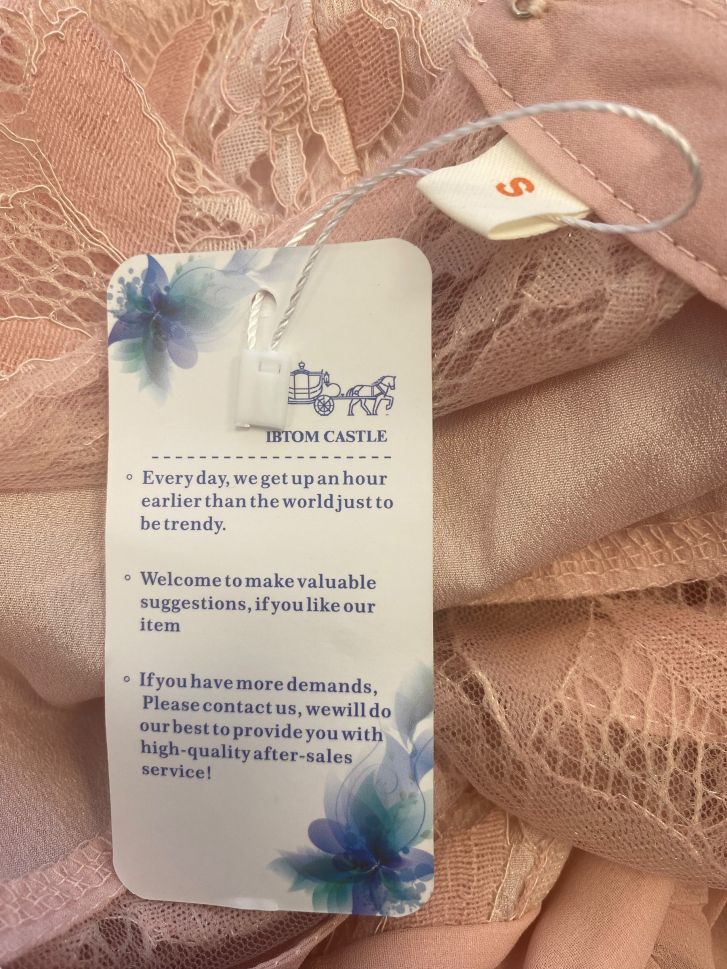 S
IBTOM CASTLE
Everyday, we get up an hour
earlier than the world just to
be trendy.
Welcome to make valuable
suggestions, if you like our
item
If you have more demands,
Please contact us, we will do
our best to provide you with
high-quality after-sales
service!